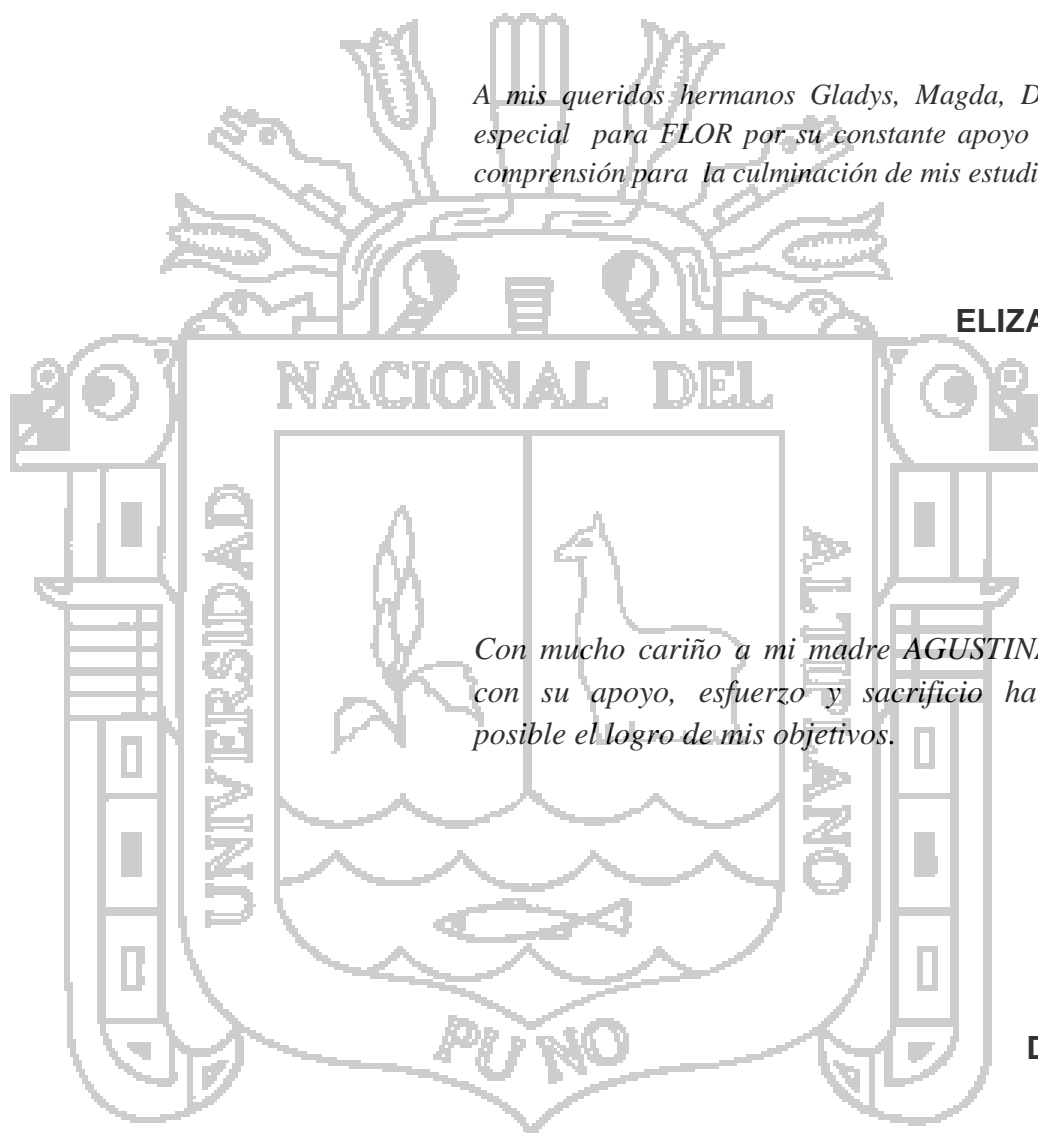 A mis queridos hermanos Gladys, Magda, D
especial para FLOR por su constante apoyo
comprensión para la culminación de mis estudi
ELIZA
NACIONAL DEL
UNIVERSIDAD
ALTIPLANO
Con mucho cariño a mi madre AGUSTINA
con su apoyo, esfuerzo y sacrificio ha
posible el logro de mis objetivos.
PUNO
D